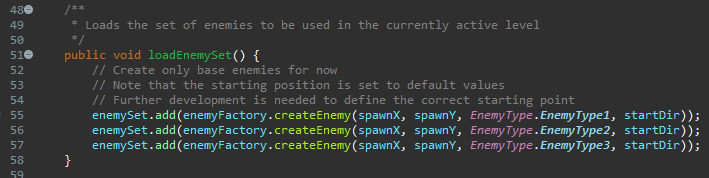 48 /**
49 * Loads the set of enemies to be used in the currently active level
50 */
51 public void loadEnemySet() {
52 // Create only base enemies for now
53 // Note that the starting position is set to default values
54 // Further development is needed to define the correct starting point
55 enemySet.add(enemyFactory.createEnemy(spawnX, spawnY, EnemyType.EnemyType1, startDir));
56 enemySet.add(enemyFactory.createEnemy(spawnX, spawnY, EnemyType.EnemyType2, startDir));
57 enemySet.add(enemyFactory.createEnemy(spawnX, spawnY, EnemyType.EnemyType3, startDir));
58 }
59